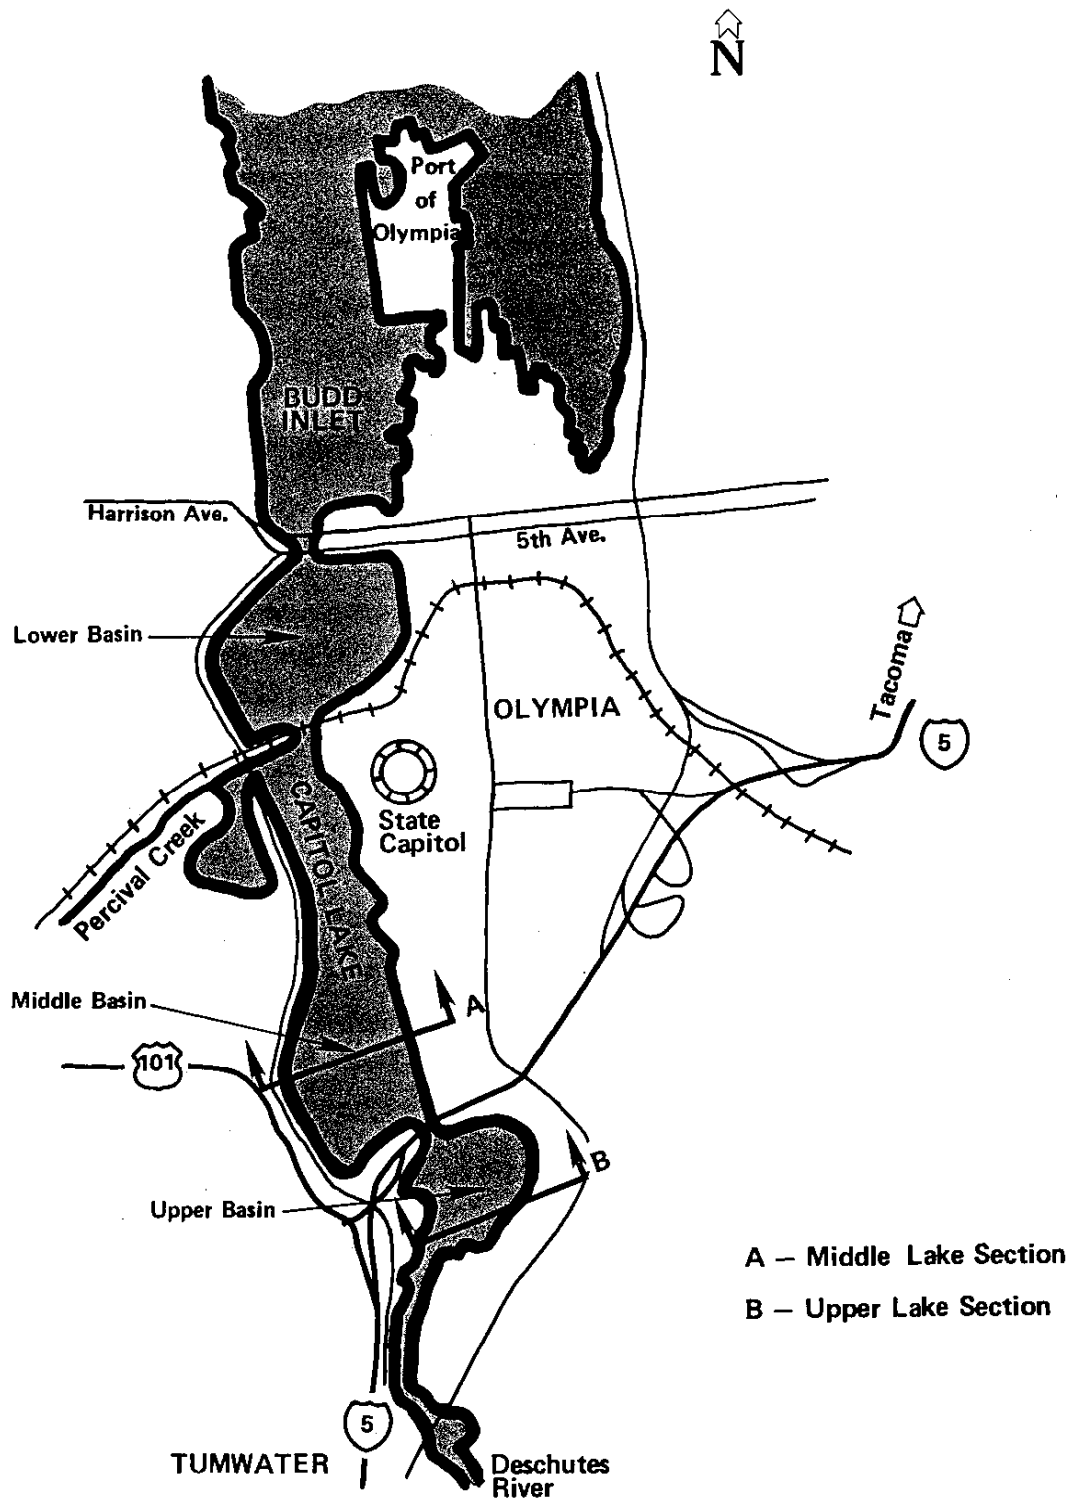 N
Port
of
Olympia
BUDD
INLET
Harrison Ave.
5th Ave.
Lower Basin
Tacoma
OLYMPIA
5
State
Capitol
CAPITOL LAKE
Percival Creek
Middle Basin
A
101
B
Upper Basin
A — Middle Lake Section
B — Upper Lake Section
5
TUMWATER
Deschutes
River